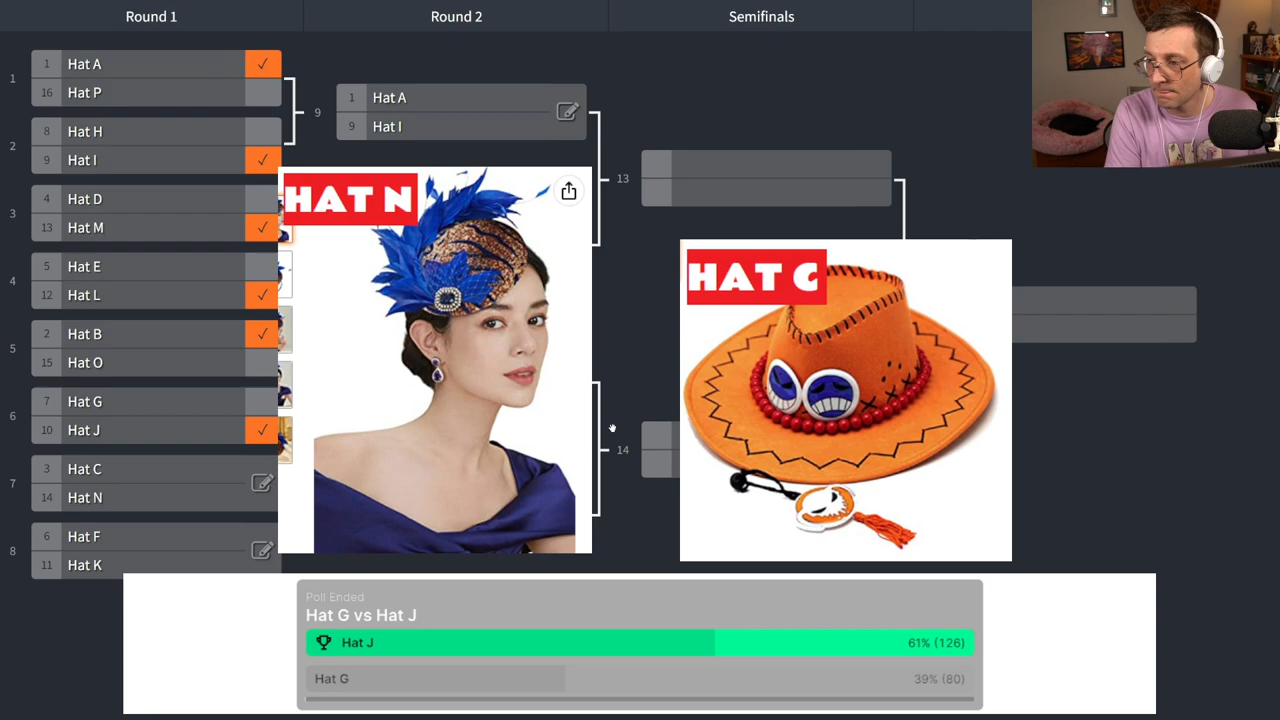 Round 1
Round 2
Semifinals
1
1 Hat A ✓
16 Hat P
2
8 Hat H
9 Hat I ✓
3
4 Hat D
13 Hat M ✓
4
5 Hat E
12 Hat L ✓
5
2 Hat B ✓
15 Hat O
6
7 Hat G
10 Hat J ✓
7
3 Hat C
14 Hat N
8
6 Hat F
11 Hat K
9
1 Hat A
9 Hat I
13
14
HAT N
HAT C
Poll Ended
Hat G vs Hat J
Hat J 61% (126)
Hat G 39% (80)